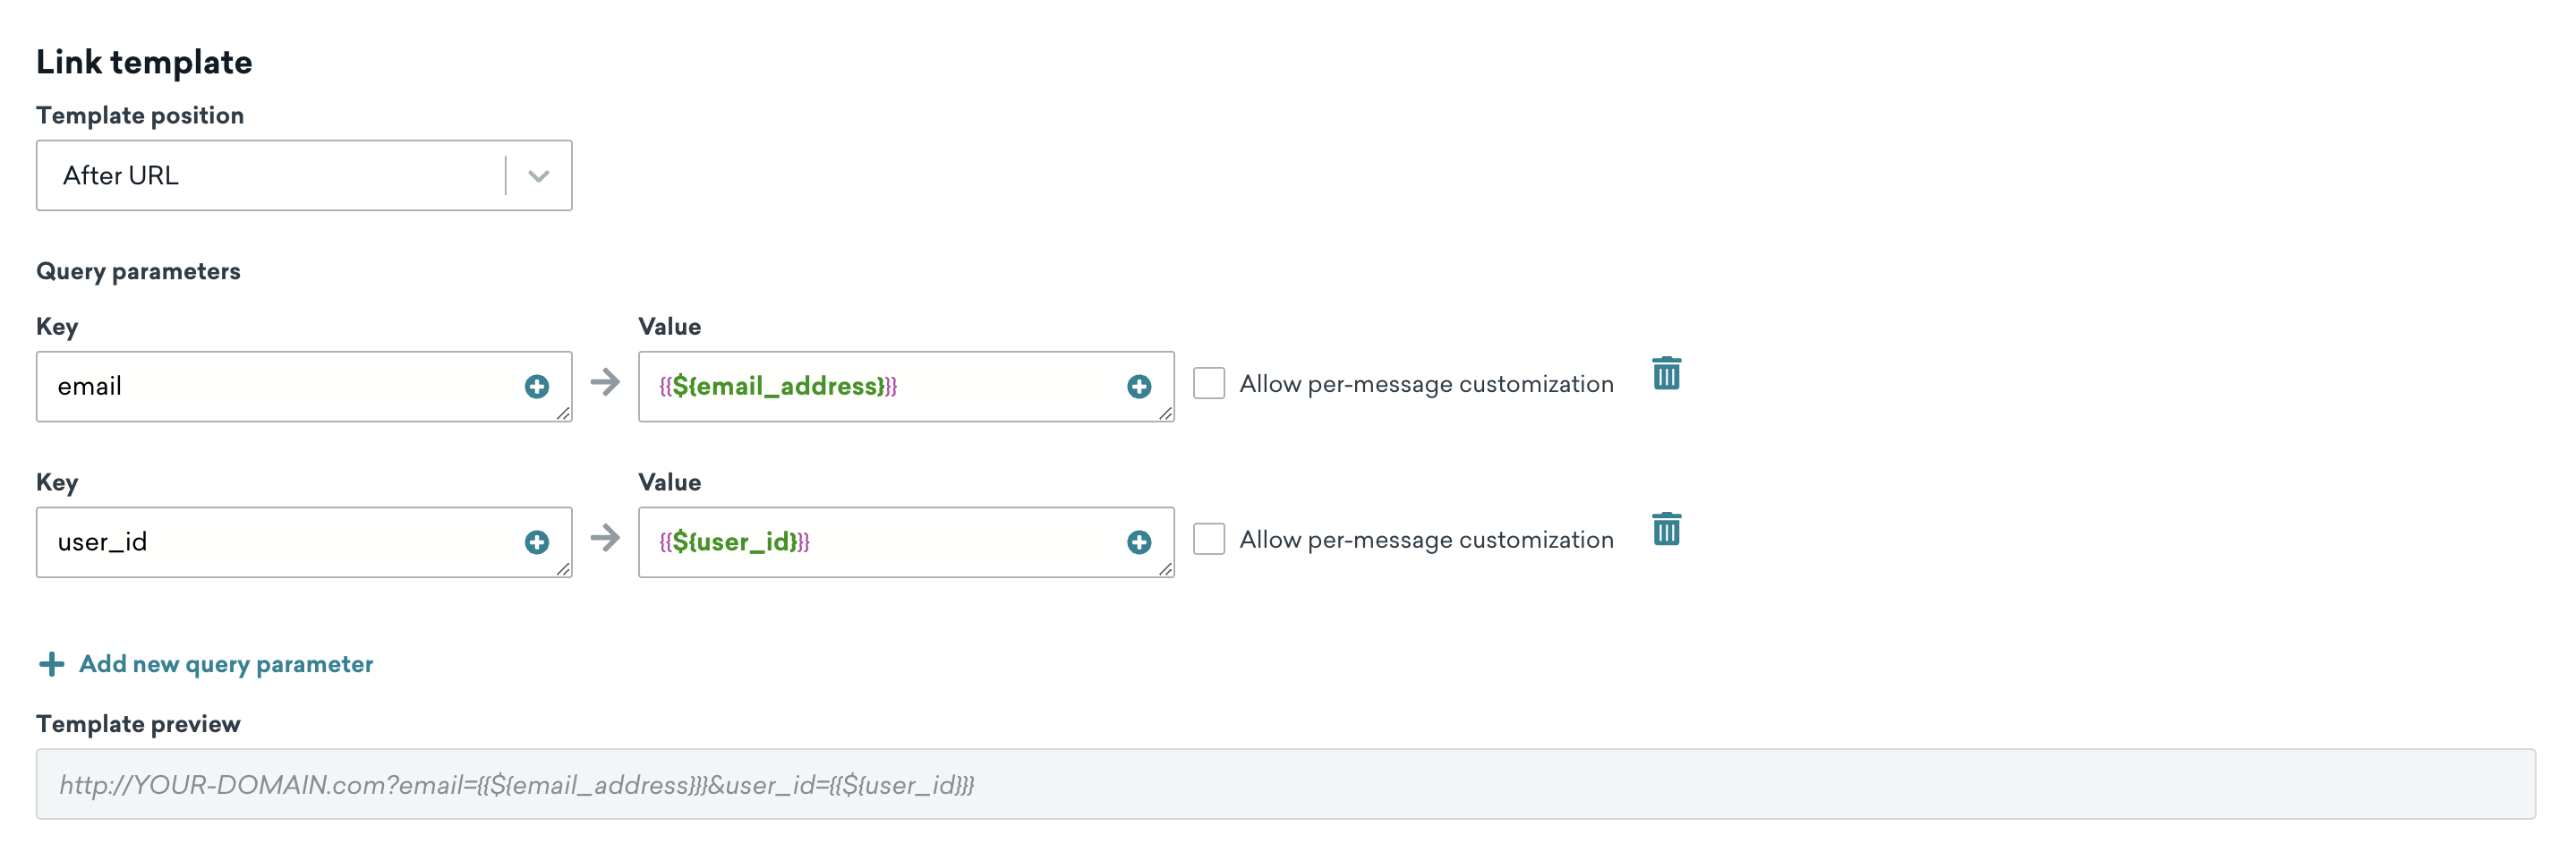 Link template
Template position
After URL
Query parameters
Key Value
email {{${email_address}}} Allow per-message customization
Key Value
user_id {{${user_id}}} Allow per-message customization
Add new query parameter
Template preview
http://YOUR-DOMAIN.com?email={{${email_address}}}&user_id={{${user_id}}}